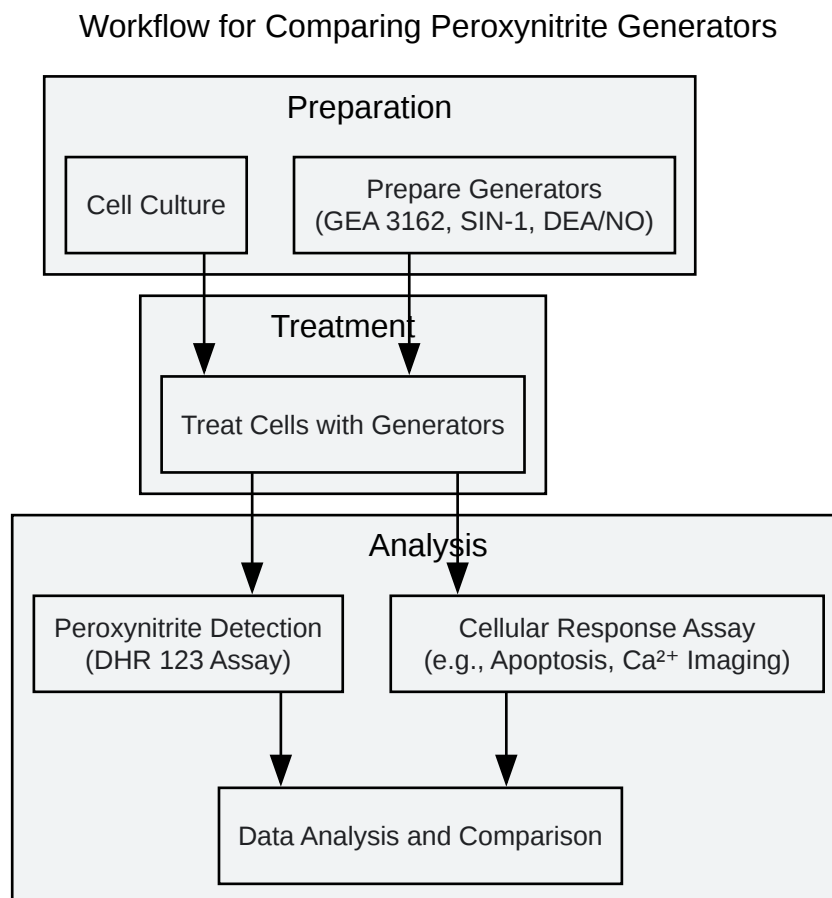 Workflow for Comparing Peroxynitrite Generators
Preparation
Cell Culture
Prepare Generators
(GEA 3162, SIN-1, DEA/NO)
Treatment
Treat Cells with Generators
Analysis
Peroxynitrite Detection
(DHR 123 Assay)
Cellular Response Assay
(e.g., Apoptosis, Ca²⁺ Imaging)
Data Analysis and Comparison